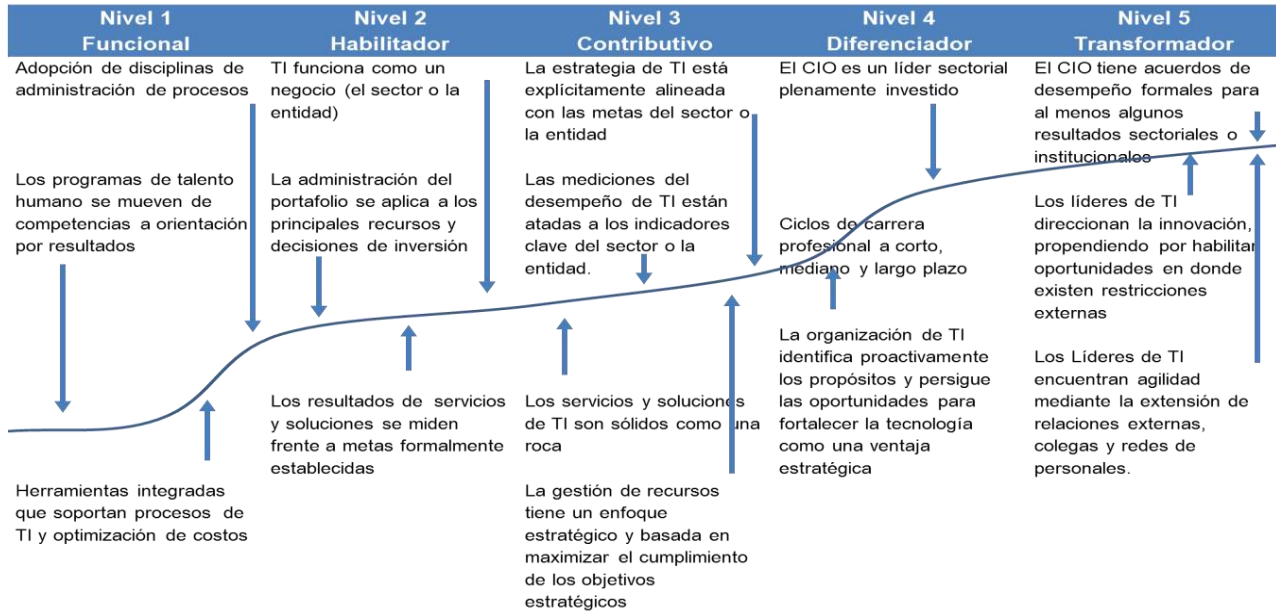 Nivel 1
Funcional
Nivel 2
Habilitador
Nivel 3
Contributivo
Nivel 4
Diferenciador
Nivel 5
Transformador
Adopción de disciplinas de
administración de procesos
Los programas de talento
humano se mueven de
competencias a orientación
por resultados
Herramientas integradas
que soportan procesos de
TI y optimización de costos
TI funciona como un
negocio (el sector o la
entidad)
La administración del
portafolio se aplica a los
principales recursos y
decisiones de inversión
Los resultados de servicios
y soluciones se miden
frente a metas formalmente
establecidas
La estrategia de TI está
explícitamente alineada
con las metas del sector o
la entidad
Las mediciones del
desempeño de TI están
atadas a los indicadores
clave del sector o la
entidad.
Los servicios y soluciones
de TI son sólidos como una
roca
La gestión de recursos
tiene un enfoque
estratégico y basada en
maximizar el cumplimiento
de los objetivos
estratégicos
El CIO es un líder sectorial
plenamente investido
Ciclos de carrera
profesional a corto,
mediano y largo plazo
La organización de TI
identifica proactivamente
los propósitos y persigue
las oportunidades para
fortalecer la tecnología
como una ventaja
estratégica
El CIO tiene acuerdos de
desempeño formales para
al menos algunos
resultados sectoriales o
institucionalos
Los líderes de TI
direccionan la innovación,
propendiendo por habilitar
oportunidades en donde
existen restricciones
externas
Los Líderes de TI
encuentran agilidad
mediante la extensión de
relaciones externas,
colegas y redes de
personales.